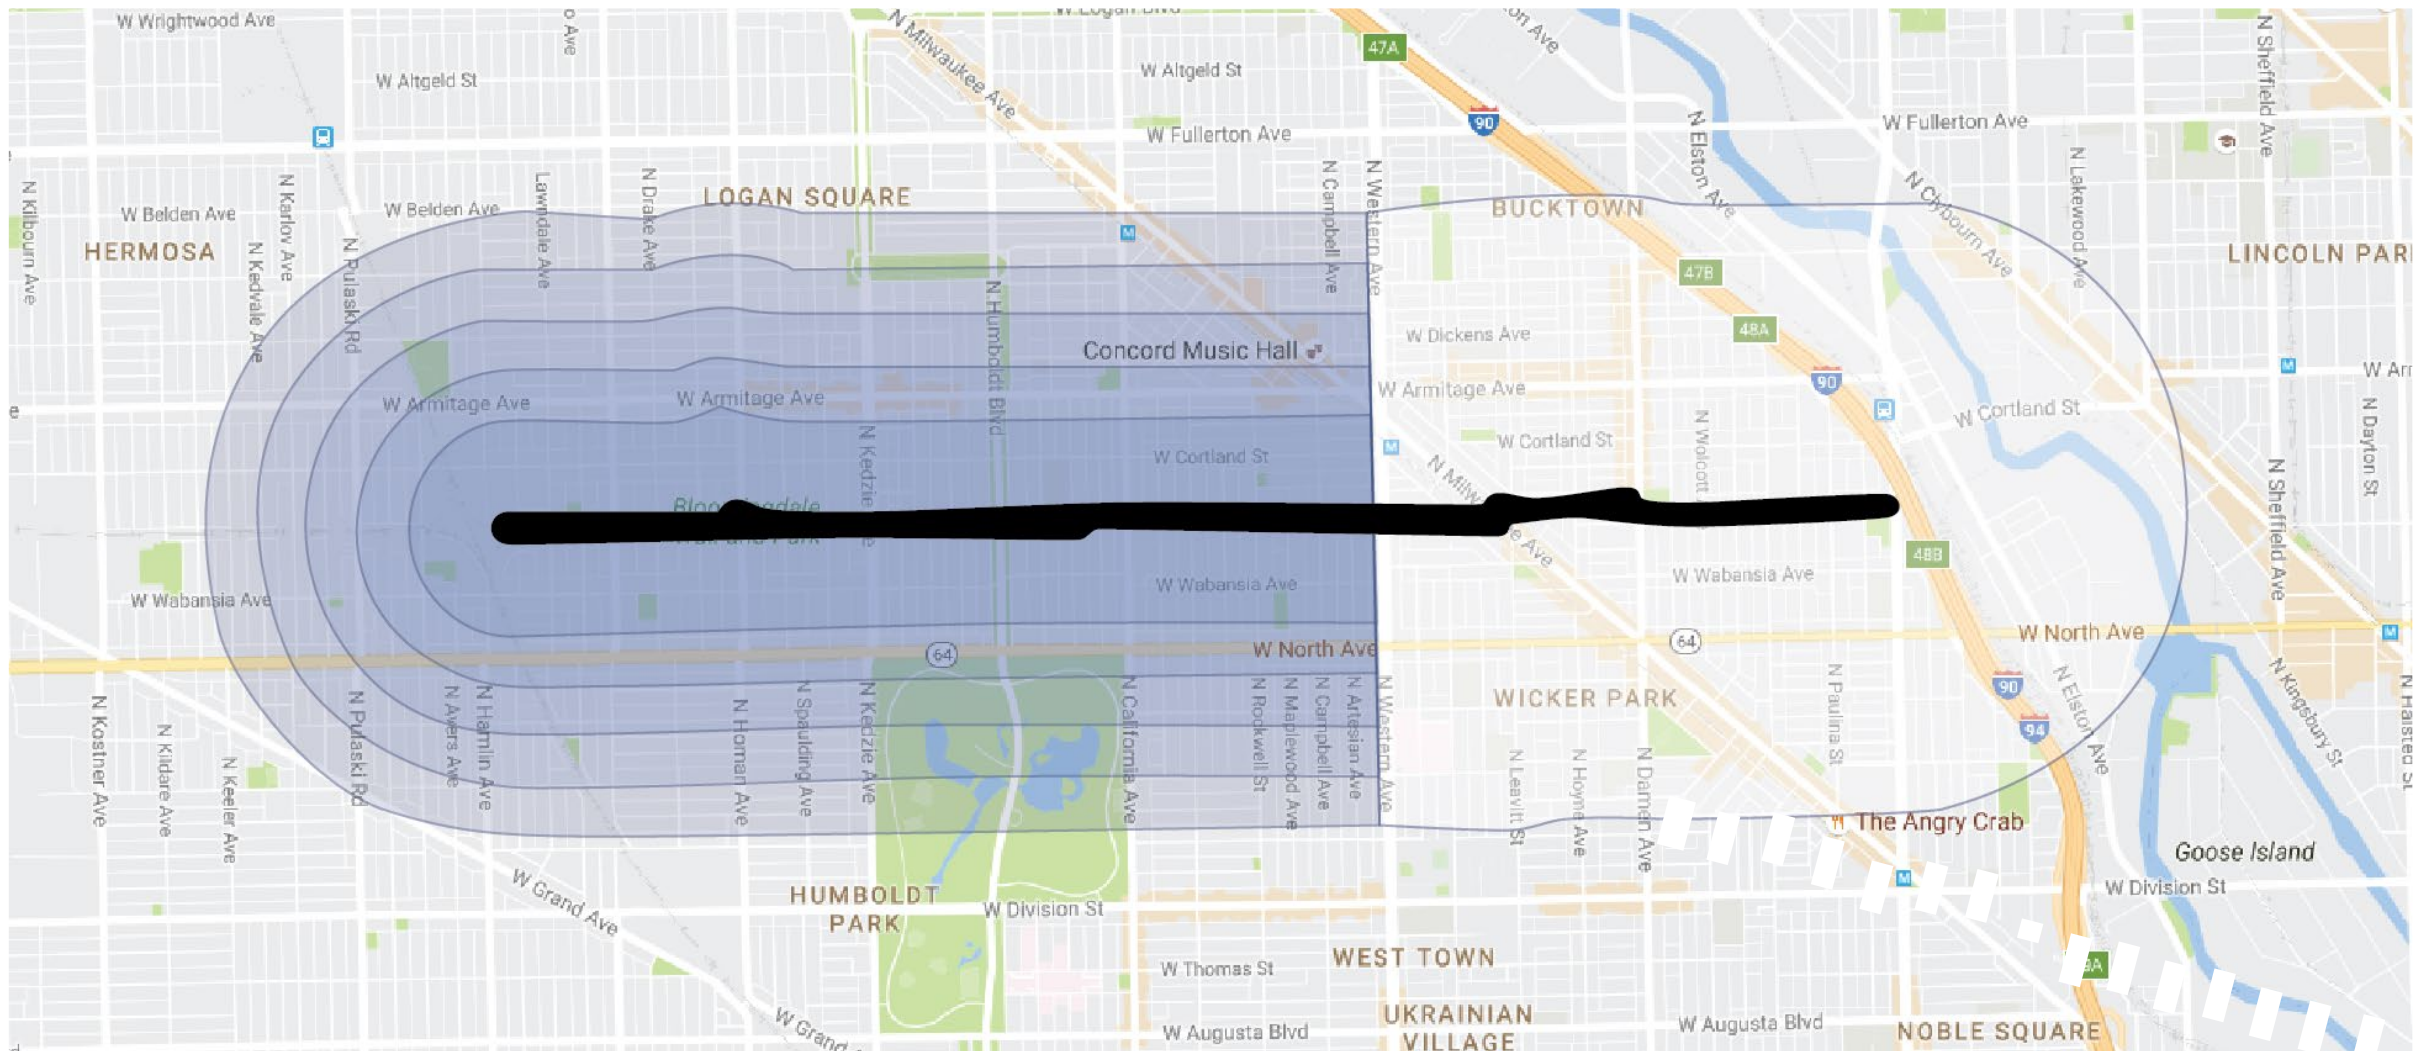 W Wrightwood Ave
W Logan Blvd
N Milwaukee Ave
W Altgeld St
W Altgeld St
47A
90
N Sheffield Ave
W Fullerton Ave
W Fullerton Ave
N Elston Ave
N Kilbourn Ave
N Karlov Ave
Lawndale Ave
N Drake Ave
LOGAN SQUARE
N Campbell Ave
N Western Ave
N Lakewood Ave
N Clybourn Ave
W Belden Ave
W Belden Ave
BUCKTOWN
HERMOSA
N Kedvale Ave
N Pulaski Rd
M
47B
LINCOLN PAR
N Humboldt Blvd
W Dickens Ave
48A
Concord Music Hall
M
W Arm
90
W Armitage Ave
W Armitage Ave
W Armitage Ave
W Cortland St
W Cortland St
W Cortland St
N Wolcott
N Dayton St
N Kedzie
M
N Milw
e Ave
N Sheffield Ave
48B
W Wabansia Ave
W Wabansia Ave
W Wabansia Ave
64
W North Ave
64
W North Ave
M
N Kostner Ave
N Kildare Ave
N Keeler Ave
N Pulaski Rd
N Avers Ave
N Hamlin Ave
N Homan Ave
N Spaulding Ave
N Kedzie Ave
N California Ave
N Rockwell St
N Maplewood Ave
N Campbell Ave
N Artesian Ave
N Western Ave
WICKER PARK
N Leavitt St
N Hoyne Ave
N Damen Ave
N Paulina St
90
94
N Elston Ave
N Kingsbury St
N Halsted St
The Angry Crab
Goose Island
W Grand Ave
HUMBOLDT
PARK
W Division St
M
W Division St
WEST TOWN
W Thomas St
9A
UKRAINIAN
VILLAGE
W Augusta Blvd
W Augusta Blvd
NOBLE SQUARE
W Grand